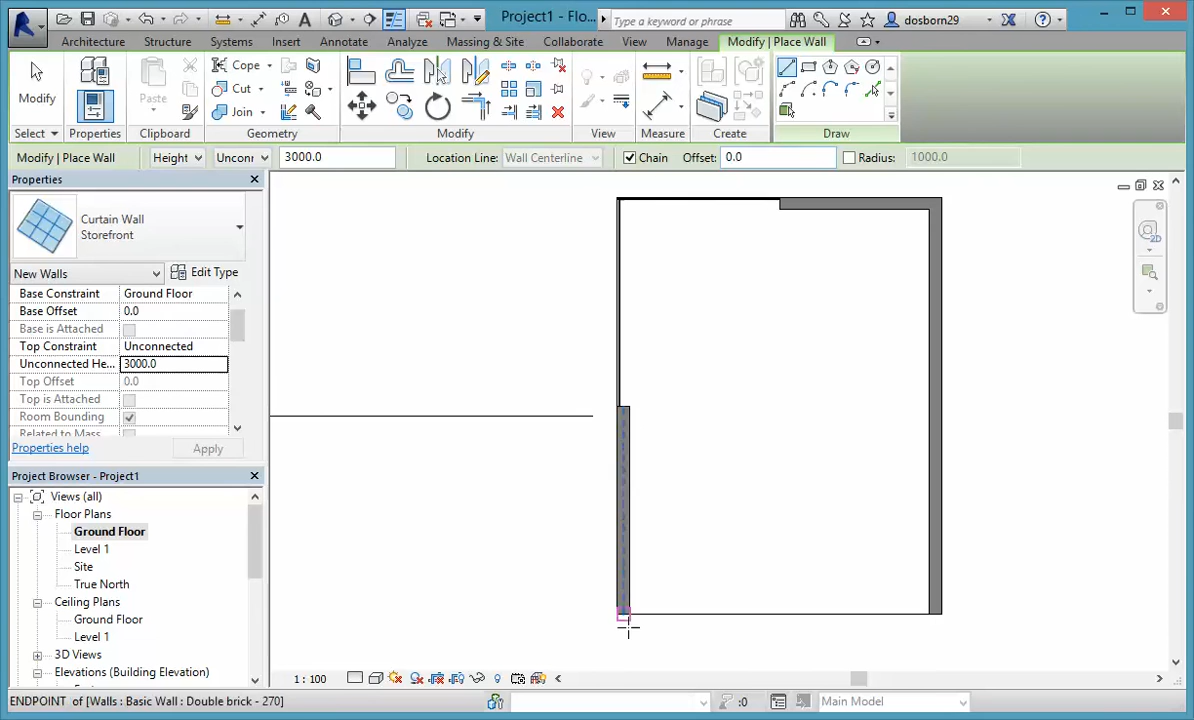 Project1 - Flo...
Type a keyword or phrase
dosborn29
Architecture
Structure
Systems
Insert
Annotate
Analyze
Massing & Site
Collaborate
View
Manage
Modify | Place Wall
Modify
Paste
Cope
Cut
Join
Select
Properties
Clipboard
Geometry
Modify
View
Measure
Create
Draw
Modify | Place Wall
Height
Unconr
3000.0
Location Line:
Wall Centerline
Chain
Offset:
0.0
Radius:
1000.0
Properties
Curtain Wall
Storefront
New Walls
Edit Type
Base Constraint
Ground Floor
Base Offset
0.0
Base is Attached
Top Constraint
Unconnected
Unconnected He...
3000.0
Top Offset
0.0
Top is Attached
Room Bounding
Related to Mass
Properties help
Apply
Project Browser - Project1
Views (all)
Floor Plans
Ground Floor
Level 1
Site
True North
Ceiling Plans
Ground Floor
Level 1
3D Views
Elevations (Building Elevation)
2D
1 : 100
ENDPOINT of [Walls : Basic Wall : Double brick - 270]
:0
Main Model